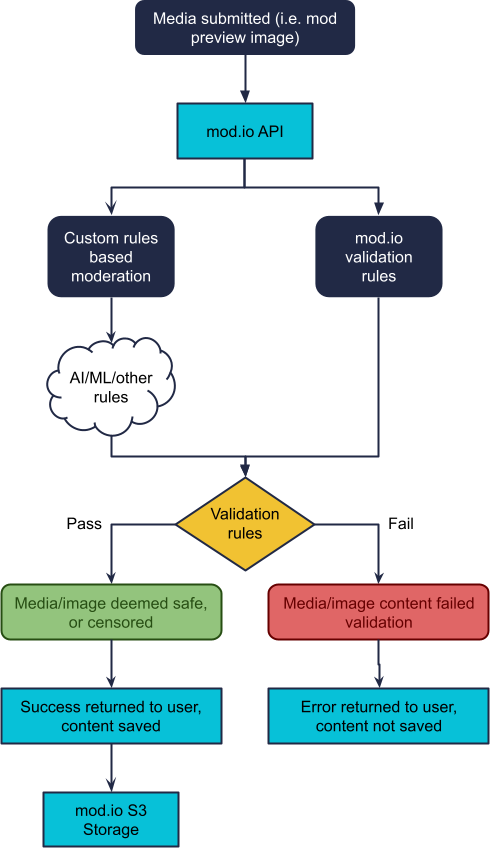 Media submitted (i.e. mod
preview image)
mod.io API
Custom rules
based
moderation
mod.io
validation
rules
AI/ML/other
rules
Validation
rules
Pass
Fail
Media/image deemed safe,
or censored
Media/image content failed
validation
Success returned to user,
content saved
Error returned to user,
content not saved
mod.io S3
Storage